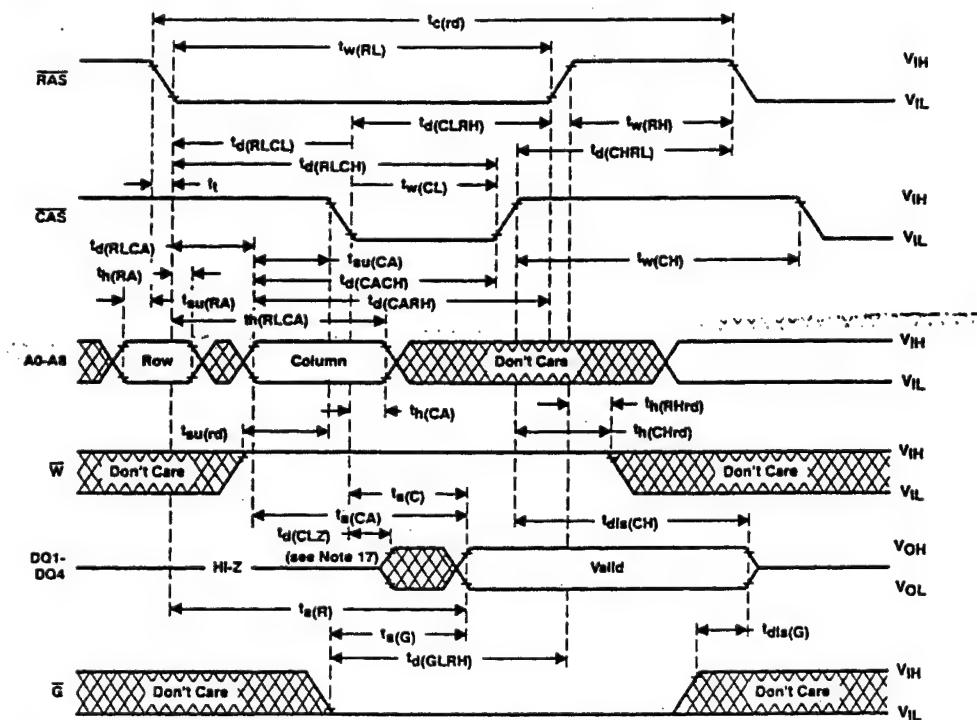 tc(rd)
tw(RL)
RAS
VIH
VIL
td(CLRH)
tw(RH)
td(RLCL)
td(CHRL)
td(RLCH)
tw(CL)
tt
CAS
VIH
VIL
td(RLCA)
tsu(CA)
tw(CH)
th(RA)
td(CACH)
tsu(RA)
td(CARH)
th(RLCA)
A0-A8
Row
Column
Don't Care
VIH
VIL
th(CA)
th(RHrd)
tsu(rd)
th(CHrd)
W
Don't Care
Don't Care
VIH
VIL
ta(C)
ta(CA)
tdis(CH)
td(CLZ)
(see Note 17)
DQ1-
DQ4
Hi-Z
Valid
VOH
VOL
ta(R)
ta(G)
tdis(G)
td(GLRH)
G
Don't Care
Don't Care
VIH
VIL